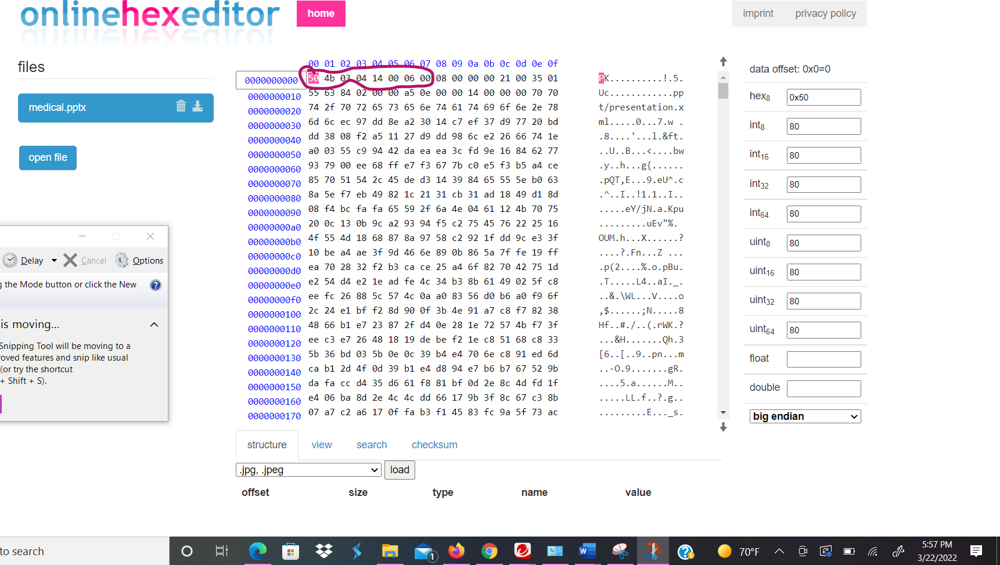 onlinehexeditor
home
imprint privacy policy
files
medical.pptx
open file
00 01 02 03 04 05 06 07 08 09 0a 0b 0c 0d 0e 0f
0000000000 50 4b 03 04 14 00 06 00 08 00 00 00 21 00 35 01 PK..........!.5.
0000000010 55 63 84 02 00 00 a5 0e 00 00 14 00 00 00 70 70 Uc............pp
0000000020 74 2f 70 72 65 73 65 6e 74 61 74 69 6f 6e 2e 78 t/presentation.x
0000000030 6d 6c ec 97 dd 8e a2 30 14 c7 ef 37 d9 77 20 bd ml.....0...7.w .
0000000040 dd 38 08 f2 a5 11 27 d9 dd 98 6c e2 26 66 74 1e .8....'...l.&ft.
0000000050 a0 03 55 c9 94 42 da ea ea 3c fd 9e 16 84 62 77 ..U..B...<....bw
0000000060 93 79 00 ee 68 ff e7 f3 67 7b c0 e5 f3 b5 a4 ce .y..h...g{......
0000000070 85 70 51 54 2c 45 de d3 14 39 84 65 55 5e b0 63 .pQT,E...9.eU^.c
0000000080 8a 5e f7 eb 49 82 1c 21 31 cb 31 ad 18 49 d1 8d .^..I..!1.1..I..
0000000090 08 f4 bc fa fa 65 59 2f 6a 4e 04 61 12 4b 70 75 .....eY/jN.a.Kpu
00000000a0 20 0c 13 0b 9c a2 93 94 f5 c2 75 45 76 22 25 16 .........uEv"%.
00000000b0 4f 55 4d 18 68 87 8a 97 58 c2 92 1f dd 9c e3 3f OUM.h...X......?
00000000c0 10 be a4 ae 3f 9d 46 6e 89 0b 86 5a 7f fe 19 ff ....?.Fn...Z ...
00000000d0 ea 70 28 32 f2 b3 ca ce 25 a4 6f 82 70 42 75 1d .p(2....%.o.pBu.
00000000e0 e2 54 d4 e2 1e ad fe 4c 34 b3 8b 61 49 02 5f c8 .T.....L4..aI._.
00000000f0 ee fc 26 88 5c 57 4c 0a a0 83 56 d0 b6 a0 f9 6f ..&.\WL...V....o
0000000100 2c 24 e1 bf f2 8d 90 0f 3b 4e 91 a7 c8 f7 82 38 ,$......;N.....8
0000000110 48 66 b1 e7 23 87 2f d4 0e 28 1e 72 57 4b f7 3f Hf..#./..(.rWK.?
0000000120 ee c3 e7 26 48 18 19 de be f2 1e c8 51 68 c8 33 ...&H.......Qh.3
0000000130 5b 36 bd 03 5b 0e 0c 39 b4 e4 70 6e c8 91 ed 6d [6..[..9..pn...m
0000000140 ca b1 2d 4f 0d 39 b1 e4 d8 94 e7 b6 b7 67 52 9b ..-O.9.......gR.
0000000150 da fa cc d4 35 d6 61 f8 81 bf 0d 2e 8c 4d fd 1f ....5.a......M..
0000000160 e4 06 ba 8d 2e 4c 4c dd 66 17 9b 3f 8c 67 c3 8b .....LL.f..?.g..
0000000170 07 a7 c2 a6 17 0f fa b3 f1 45 83 fc 9a 5f 73 ac .........E..._s.
data offset: 0x0=0
hex8 0x50
int8 80
int16 80
int32 80
int64 80
uint8 80
uint16 80
uint32 80
uint64 80
float
double
big endian
Delay Cancel Options
g the Mode button or click the New
is moving...
Snipping Tool will be moving to a
roved features and snip like usual
(or try the shortcut
+ Shift + S).
structure view search checksum
.jpg, .jpeg load
offset size type name value
to search
1
70°F
5:57 PM
3/22/2022